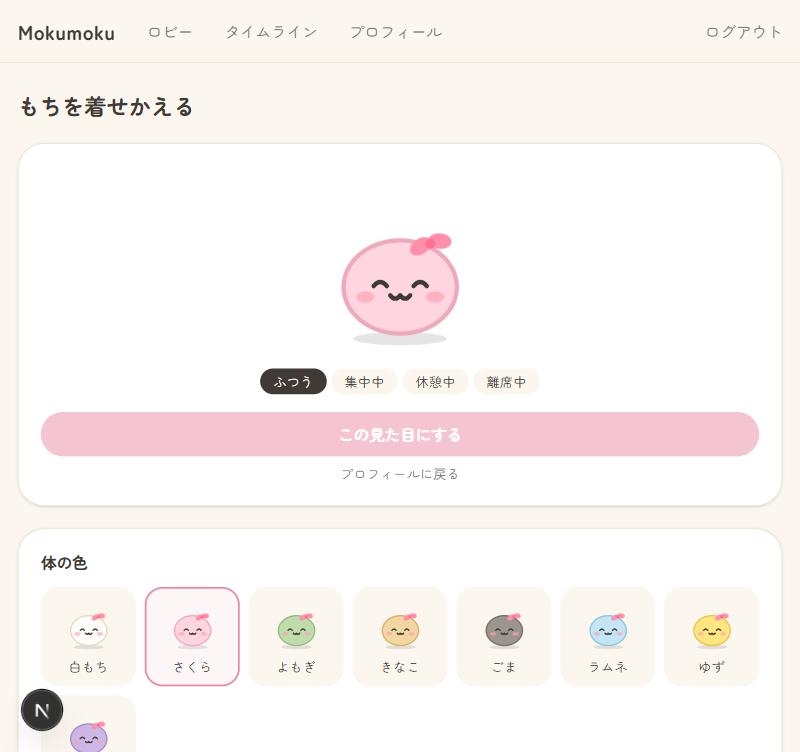 Mokumoku ロビー タイムライン プロフィール ログアウト
もちを着せかえる
ふつう 集中中 休憩中 離席中
この見た目にする
プロフィールに戻る
体の色
白もち さくら よもぎ きなこ ごま ラムネ ゆず
N